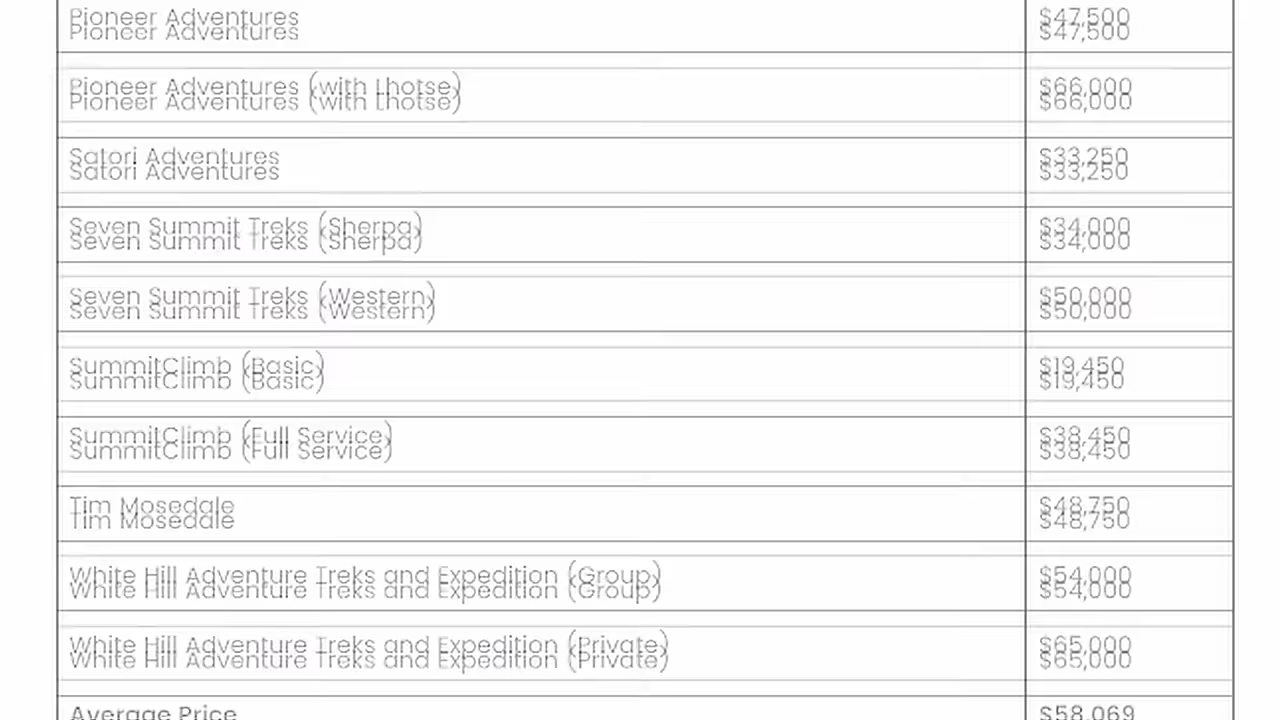 Pioneer Adventures $47,500
Pioneer Adventures (with Lhotse) $66,000
Satori Adventures $33,250
Seven Summit Treks (Sherpa) $34,000
Seven Summit Treks (Western) $50,000
SummitClimb (Basic) $19,450
SummitClimb (Full Service) $38,450
Tim Mosedale $48,750
White Hill Adventure Treks and Expedition (Group) $54,000
White Hill Adventure Treks and Expedition (Private) $65,000
Average Price $58,069